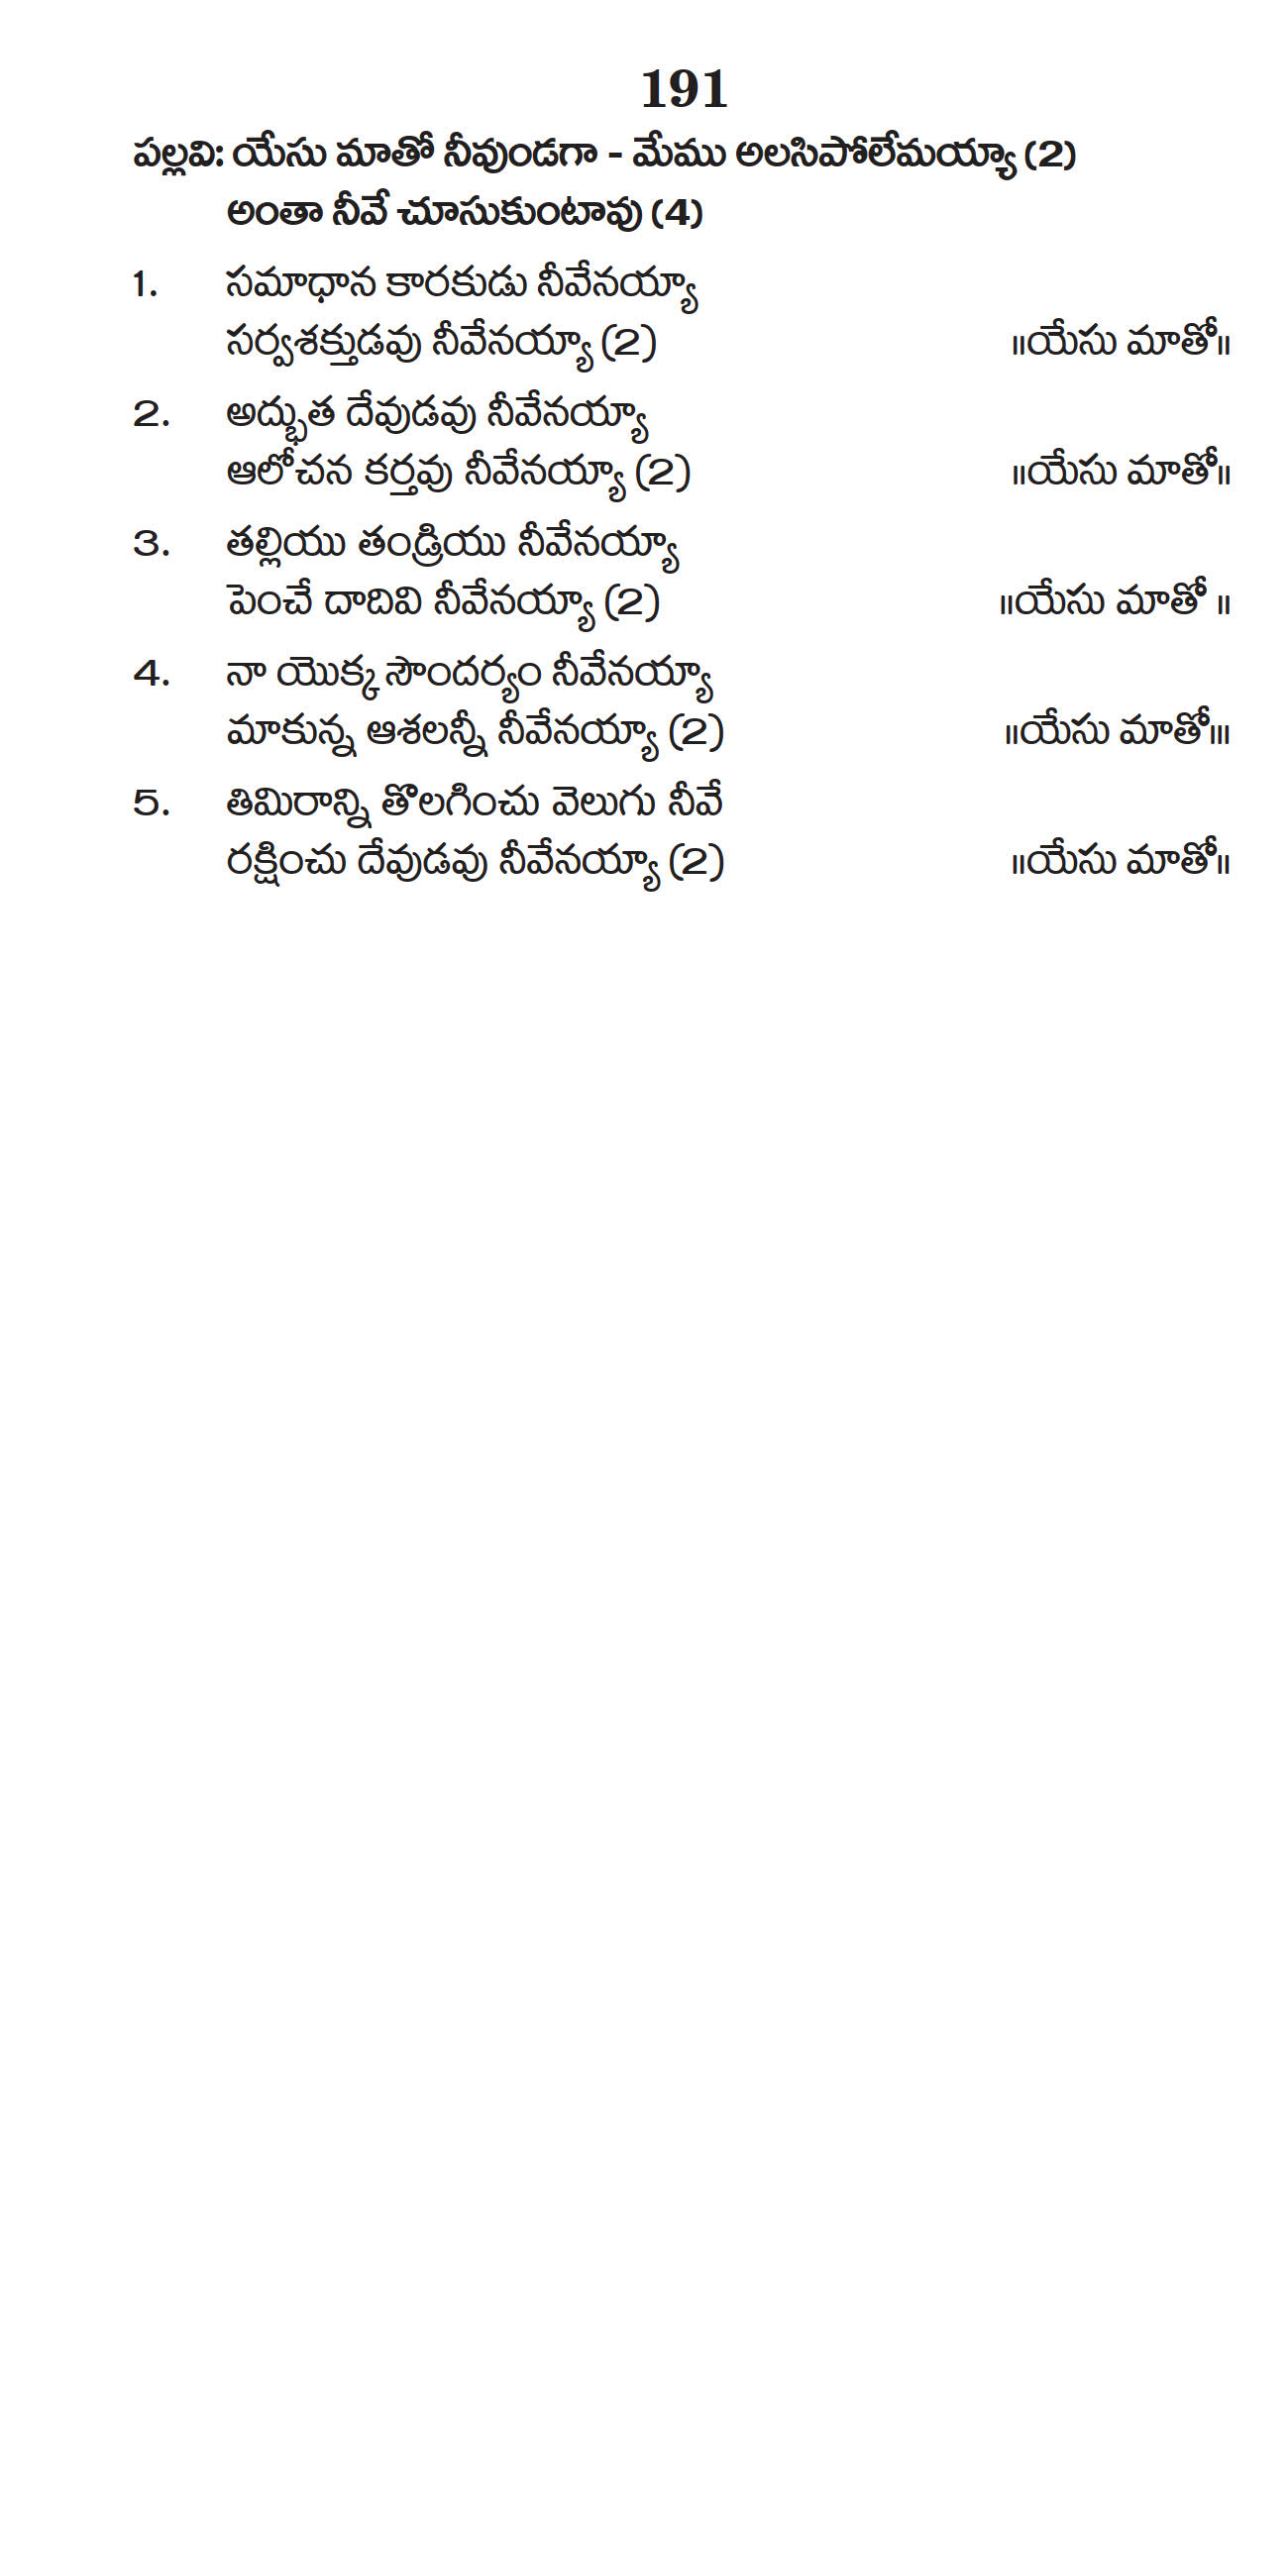 191
పల్లవి: యేసు మాతో నీవుండగా - మేము అలసిపోలేమయ్యా (2)
అంతా నీవే చూసుకుంటావు (4)
1. సమాధాన కారకుడు నీవేనయ్యా
సర్వశక్తుడవు నీవేనయ్యా (2) ॥యేసు మాతో॥
2. అద్భుత దేవుడవు నీవేనయ్యా
ఆలోచన కర్తవు నీవేనయ్యా (2) ॥యేసు మాతో॥
3. తల్లియు తండ్రియు నీవేనయ్యా
పెంచే దాదివి నీవేనయ్యా (2) ॥యేసు మాతో ॥
4. నా యొక్క సౌందర్యం నీవేనయ్యా
మాకున్న ఆశలన్నీ నీవేనయ్యా (2) ॥యేసు మాతో॥।
5. తిమిరాన్ని తొలగించు వెలుగు నీవే
రక్షించు దేవుడవు నీవేనయ్యా (2) ॥యేసు మాతో॥